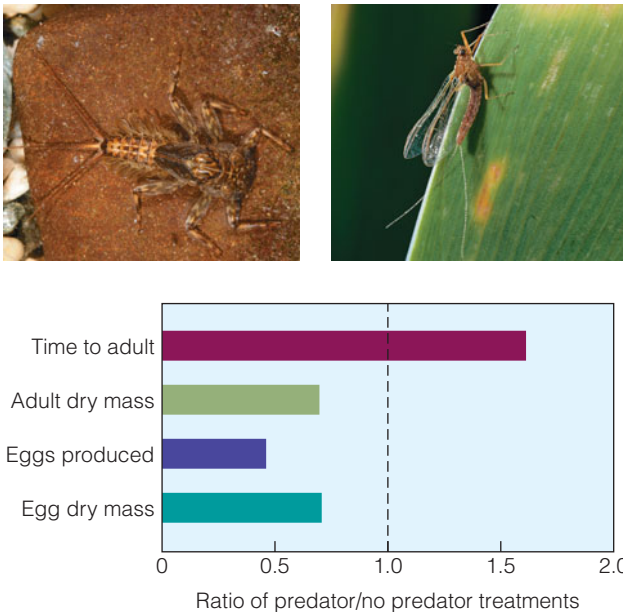 Time to adult
Adult dry mass
Eggs produced
Egg dry mass
0 0.5 1.0 1.5 2.0
Ratio of predator/no predator treatments